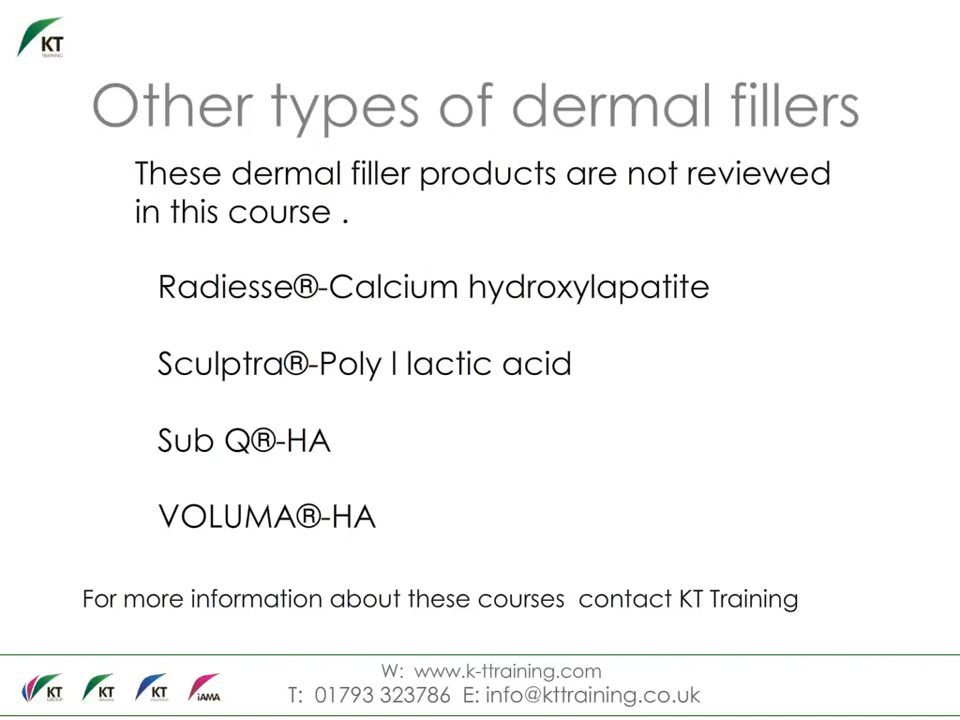 KT
TRAINING
Other types of dermal fillers
These dermal filler products are not reviewed
in this course .
Radiesse®-Calcium hydroxylapatite
Sculptra®-Poly l lactic acid
Sub Q®-HA
VOLUMA®-HA
For more information about these courses  contact KT Training
W:  www.k-ttraining.com
T:  01793 323786  E: info@kttraining.co.uk
KT
GROUP
KT
KT
iAMA